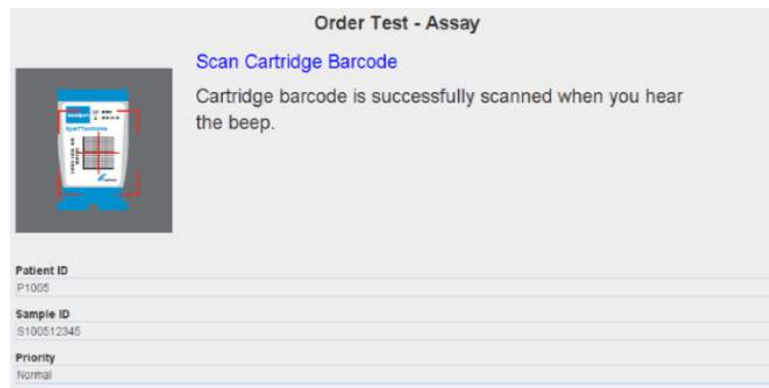 Order Test - Assay
Scan Cartridge Barcode
Cartridge barcode is successfully scanned when you hear
the beep.
Patient ID
P1005
Sample ID
S100512345
Priority
Normal